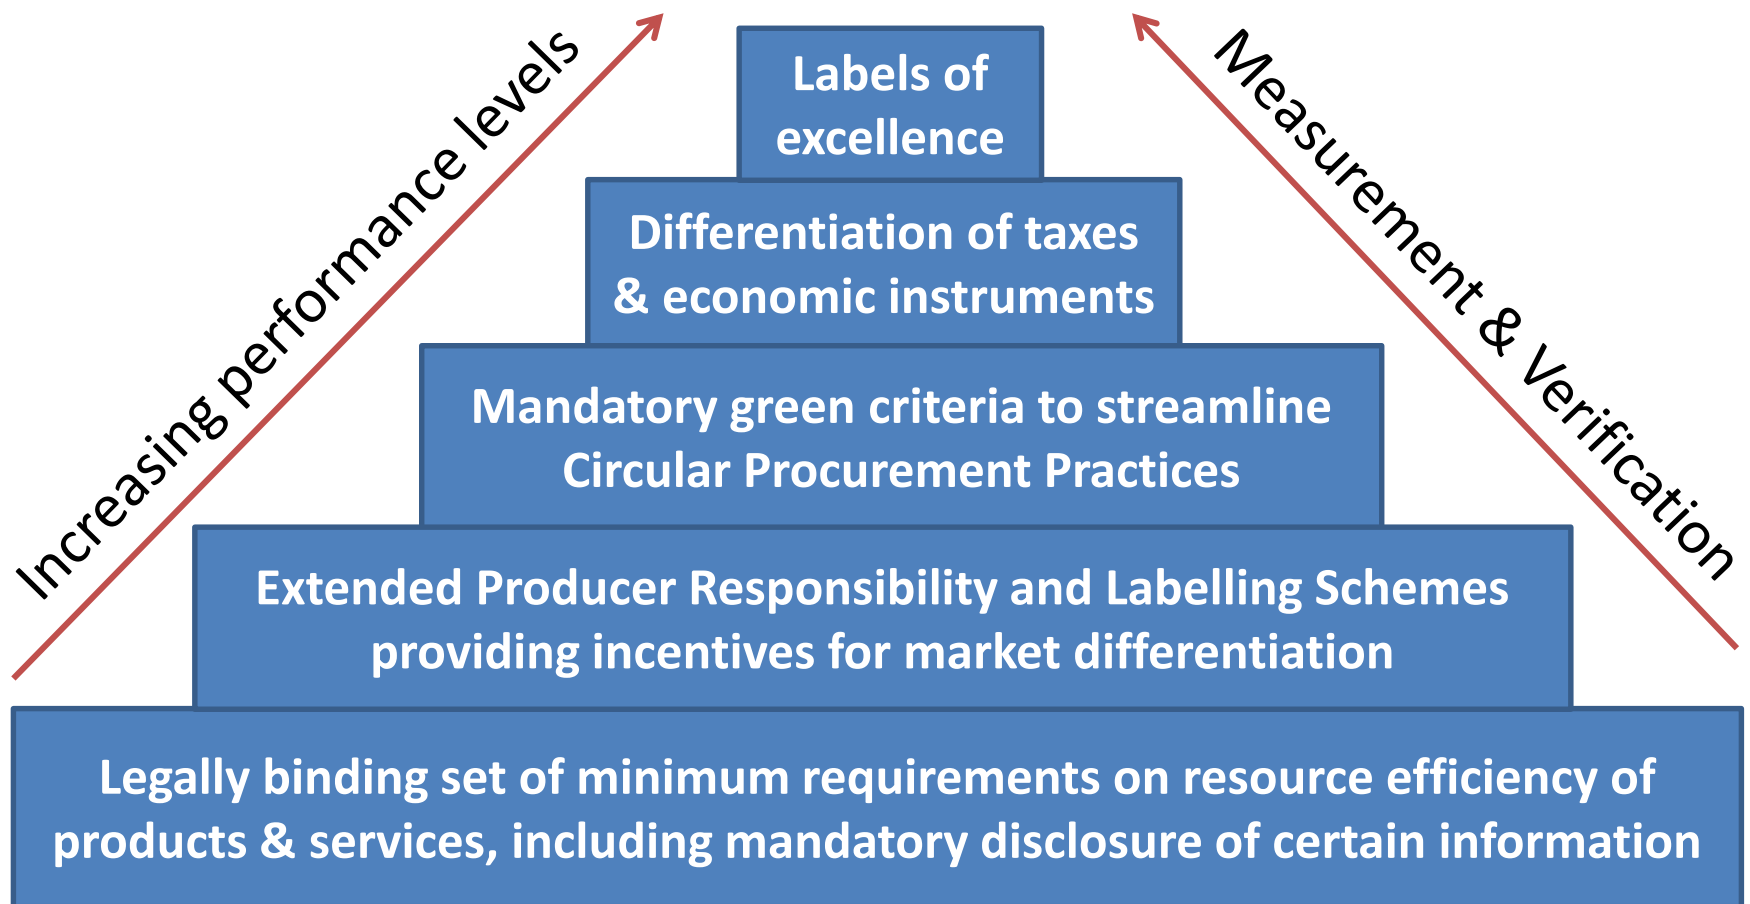 Increasing performance levels
Measurement & Verification
Labels of
excellence
Differentiation of taxes
& economic instruments
Mandatory green criteria to streamline
Circular Procurement Practices
Extended Producer Responsibility and Labelling Schemes
providing incentives for market differentiation
Legally binding set of minimum requirements on resource efficiency of
products & services, including mandatory disclosure of certain information